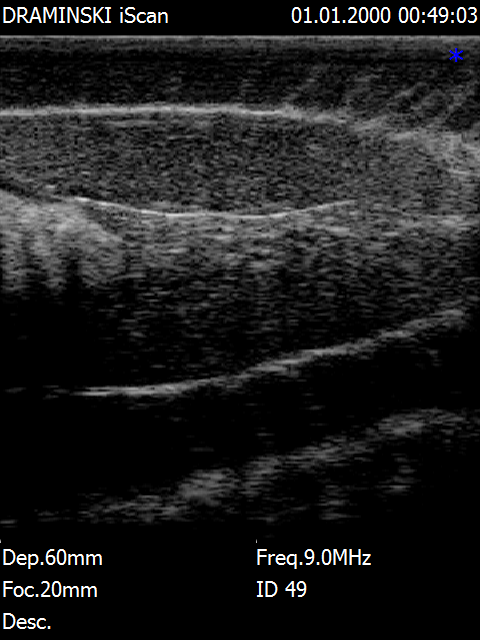 DRAMINSKI iScan 01.01.2000 00:49:03
*
Dep.60mm Freq.9.0MHz
Foc.20mm ID 49
Desc.